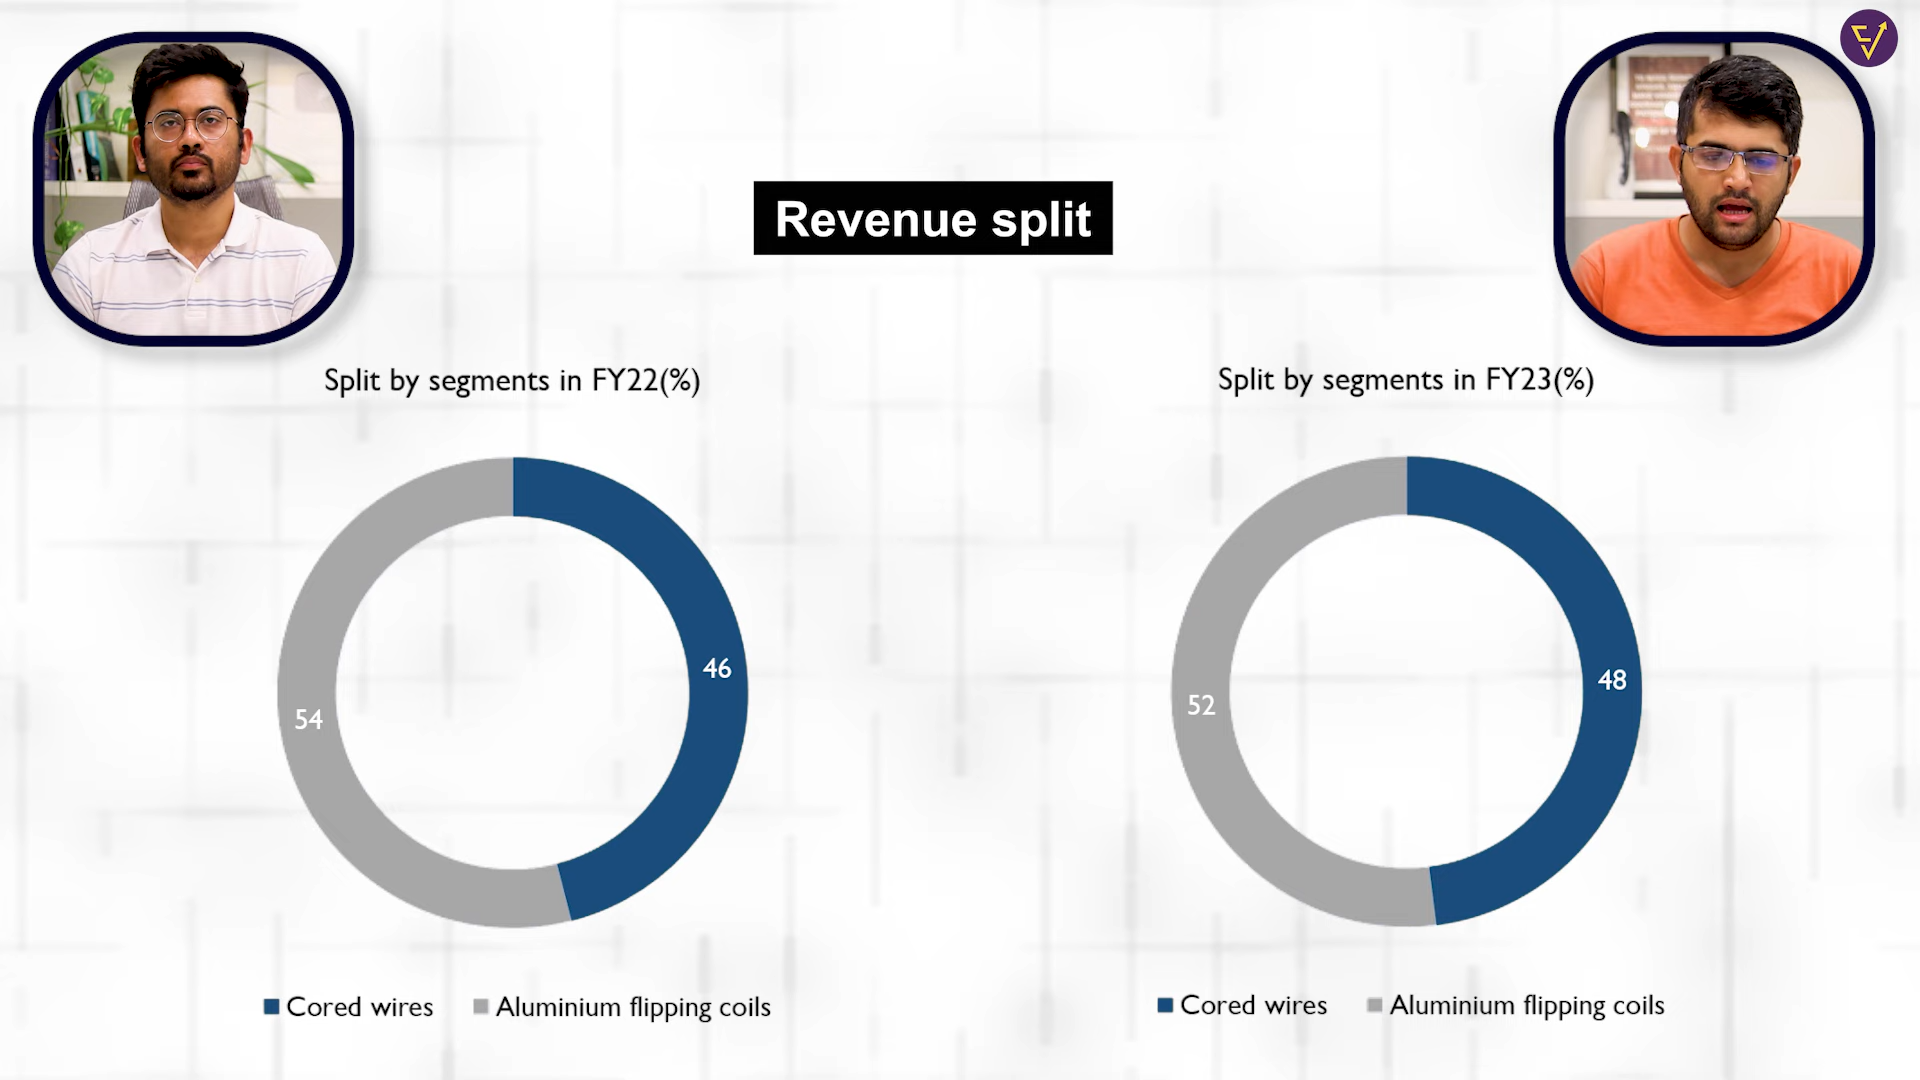 Revenue split
Split by segments in FY22(%)
46
54
Cored wires
Aluminium flipping coils
Split by segments in FY23(%)
48
52
Cored wires
Aluminium flipping coils